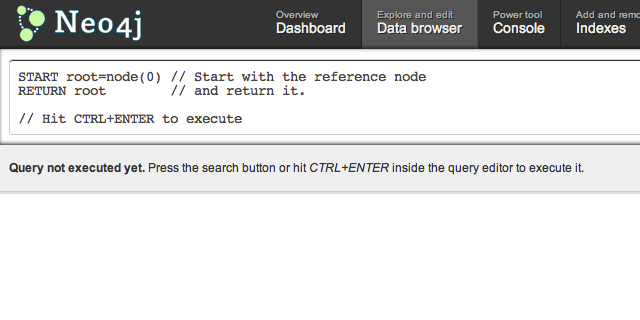 Neo4j
Overview
Dashboard
Explore and edit
Data browser
Power tool
Console
Add and remo
Indexes
START root=node(0) // Start with the reference node
RETURN root        // and return it.
// Hit CTRL+ENTER to execute
Query not executed yet. Press the search button or hit CTRL+ENTER inside the query editor to execute it.